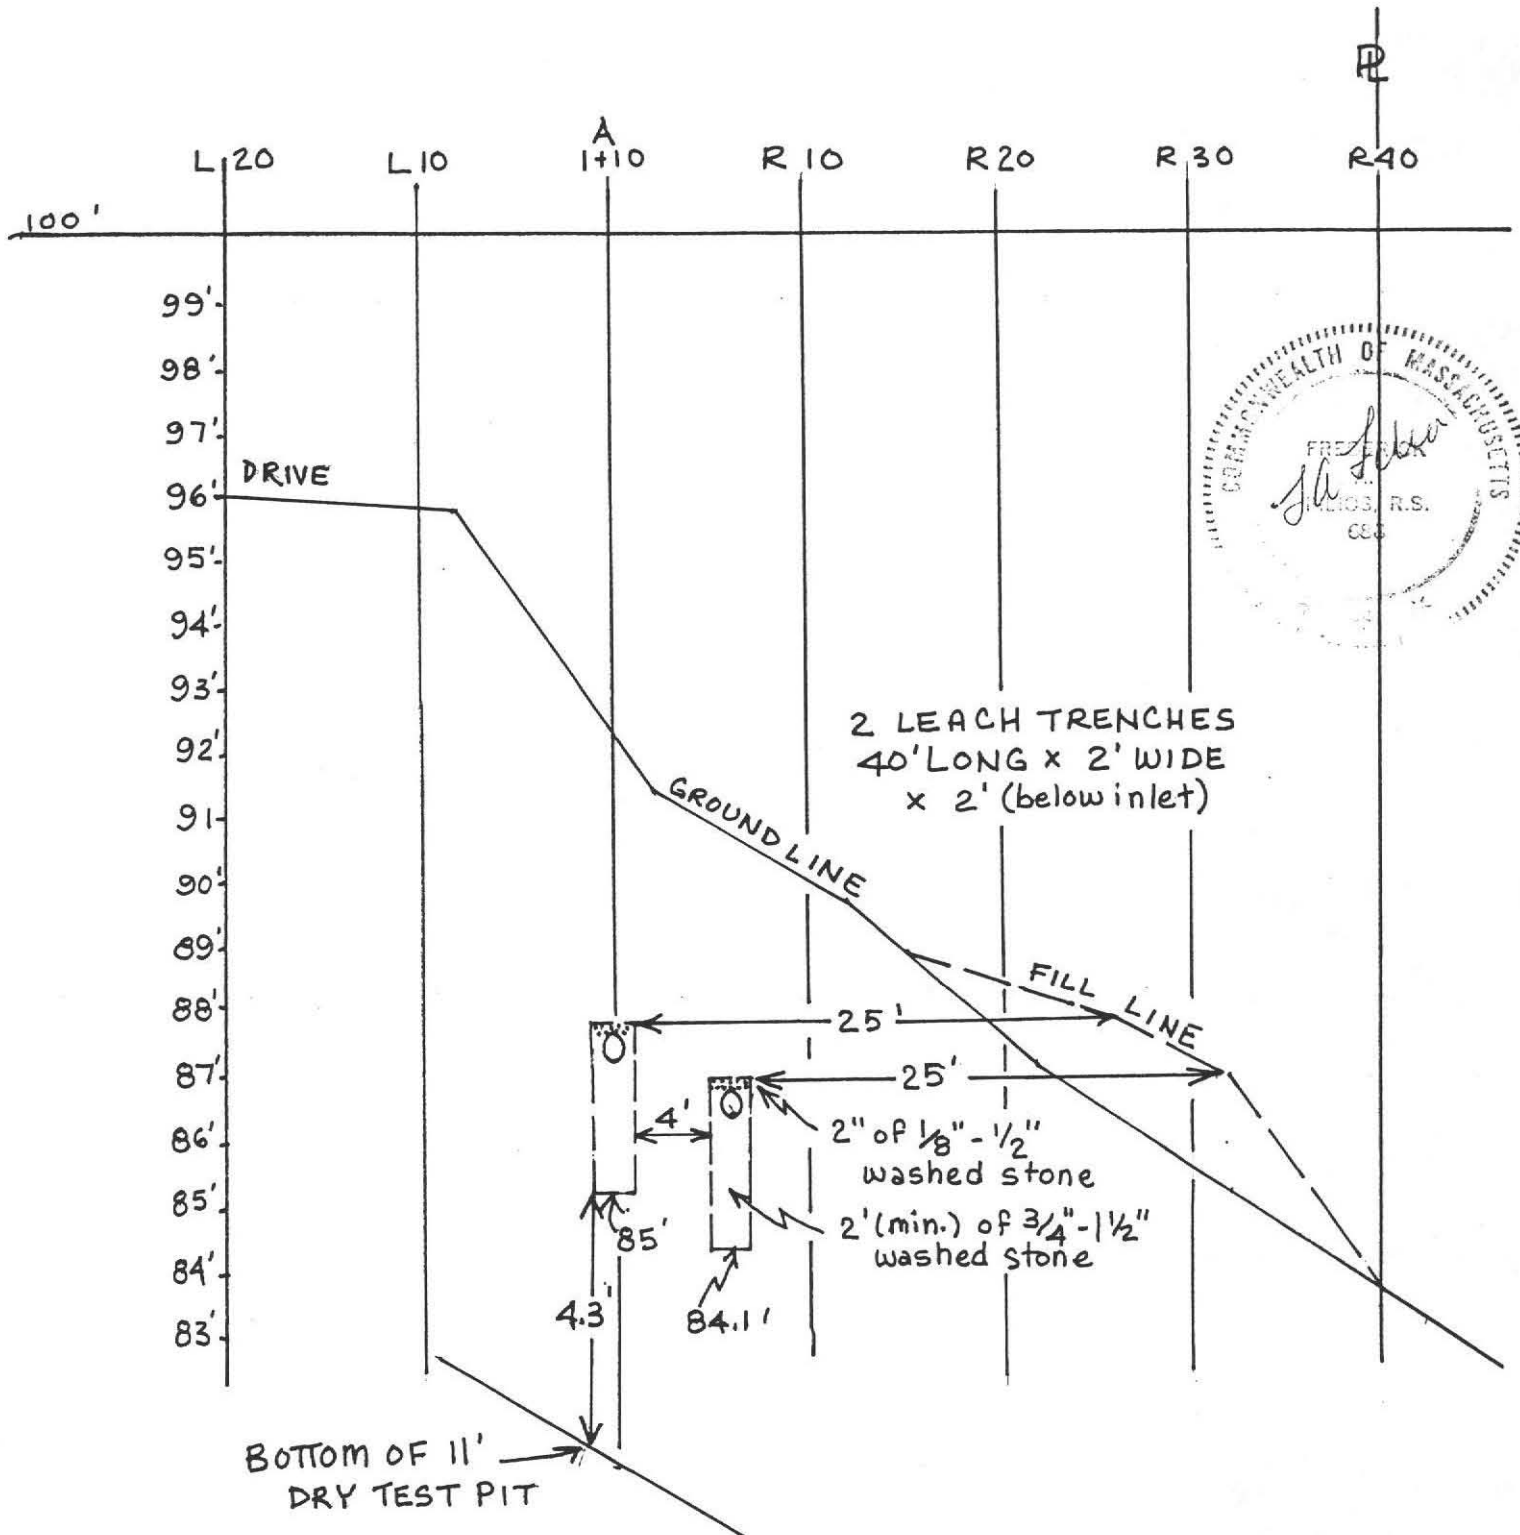 PL
A
L 20
L 10
1+10
R 10
R 20
R 30
R 40
100'
99'
98'
97'
96'
95'
94'
93'
92'
91'
90'
89'
88'
87'
86'
85'
84'
83'
DRIVE
COMMONWEALTH OF MASSACHUSETTS
R.S.
2 LEACH TRENCHES
40' LONG x 2' WIDE
x 2' (below inlet)
GROUND LINE
FILL LINE
25'
25'
4'
2" of 1/8" - 1/2"
washed stone
2' (min.) of 3/4" - 1 1/2"
washed stone
85'
84.1'
4.3'
BOTTOM OF 11'
DRY TEST PIT